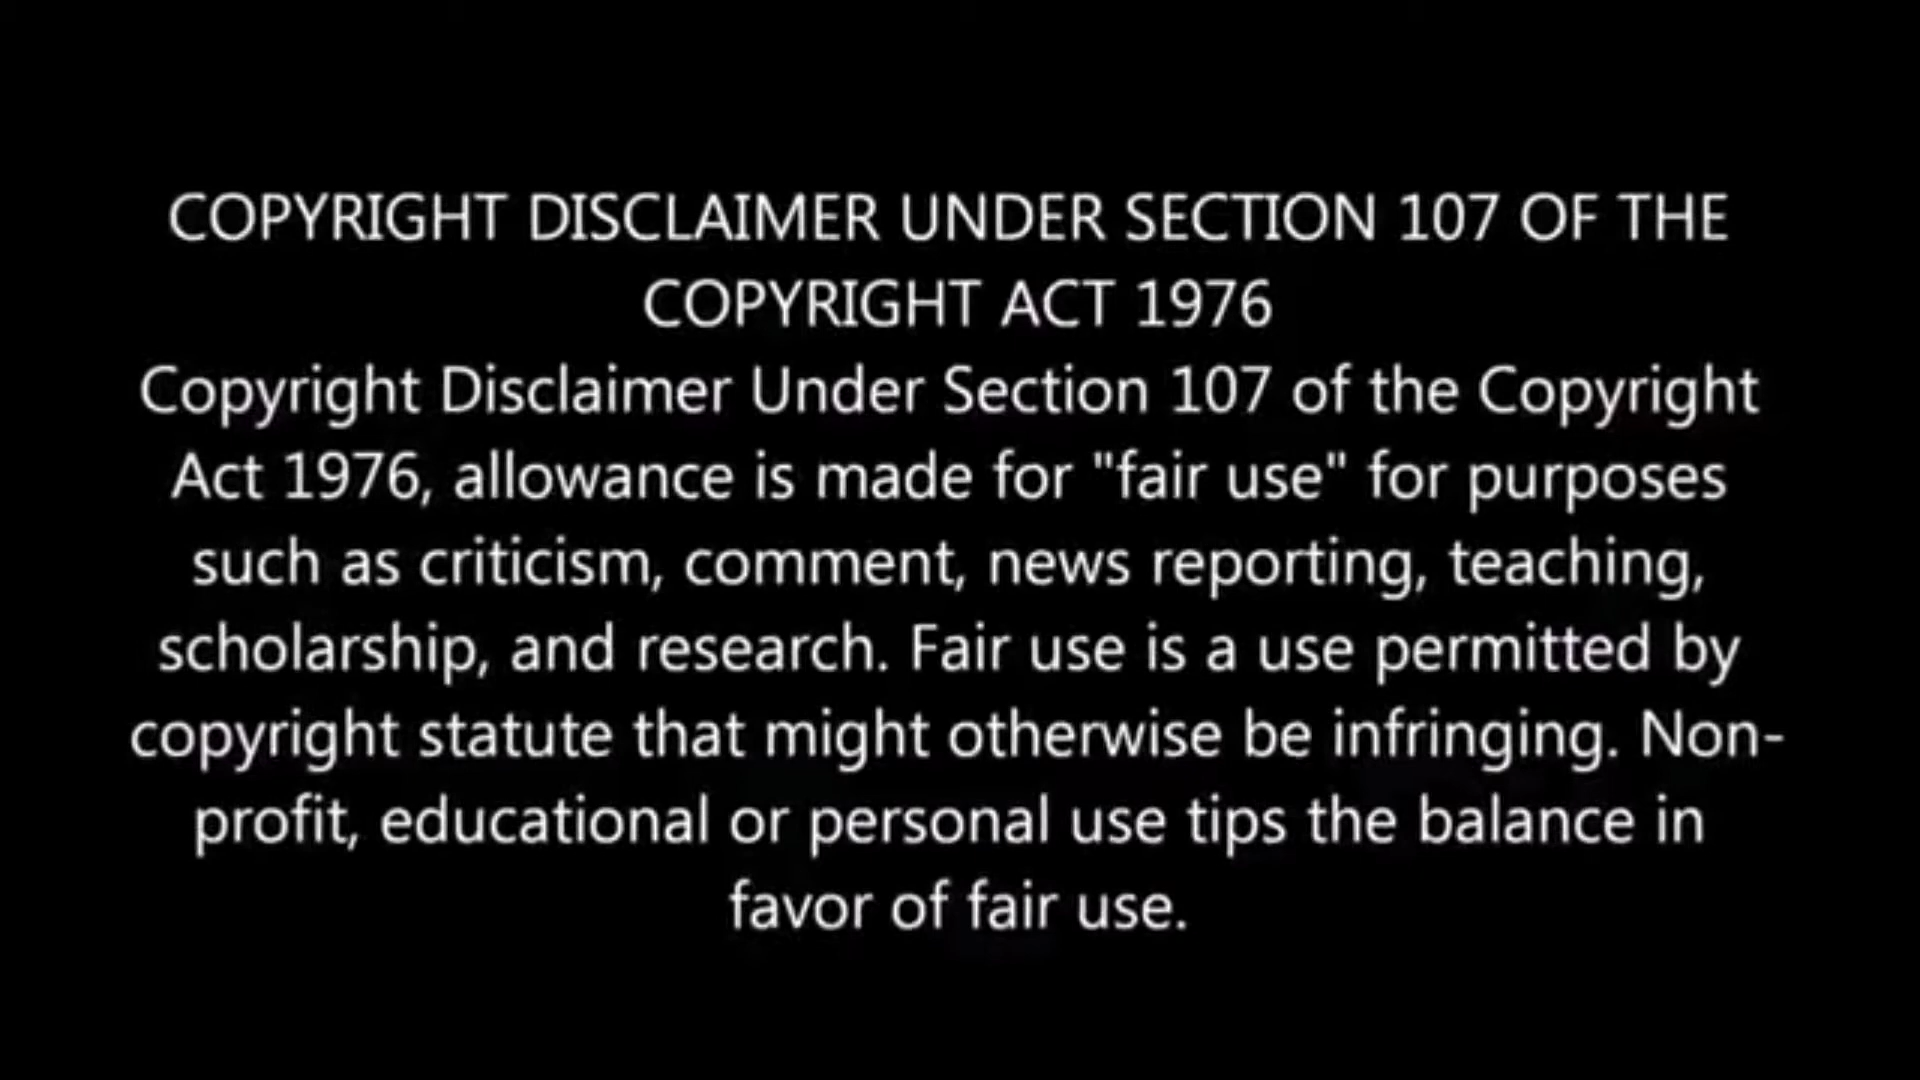 COPYRIGHT DISCLAIMER UNDER SECTION 107 OF THE
COPYRIGHT ACT 1976
Copyright Disclaimer Under Section 107 of the Copyright
Act 1976, allowance is made for "fair use" for purposes
such as criticism, comment, news reporting, teaching,
scholarship, and research. Fair use is a use permitted by
copyright statute that might otherwise be infringing. Non-
profit, educational or personal use tips the balance in
favor of fair use.